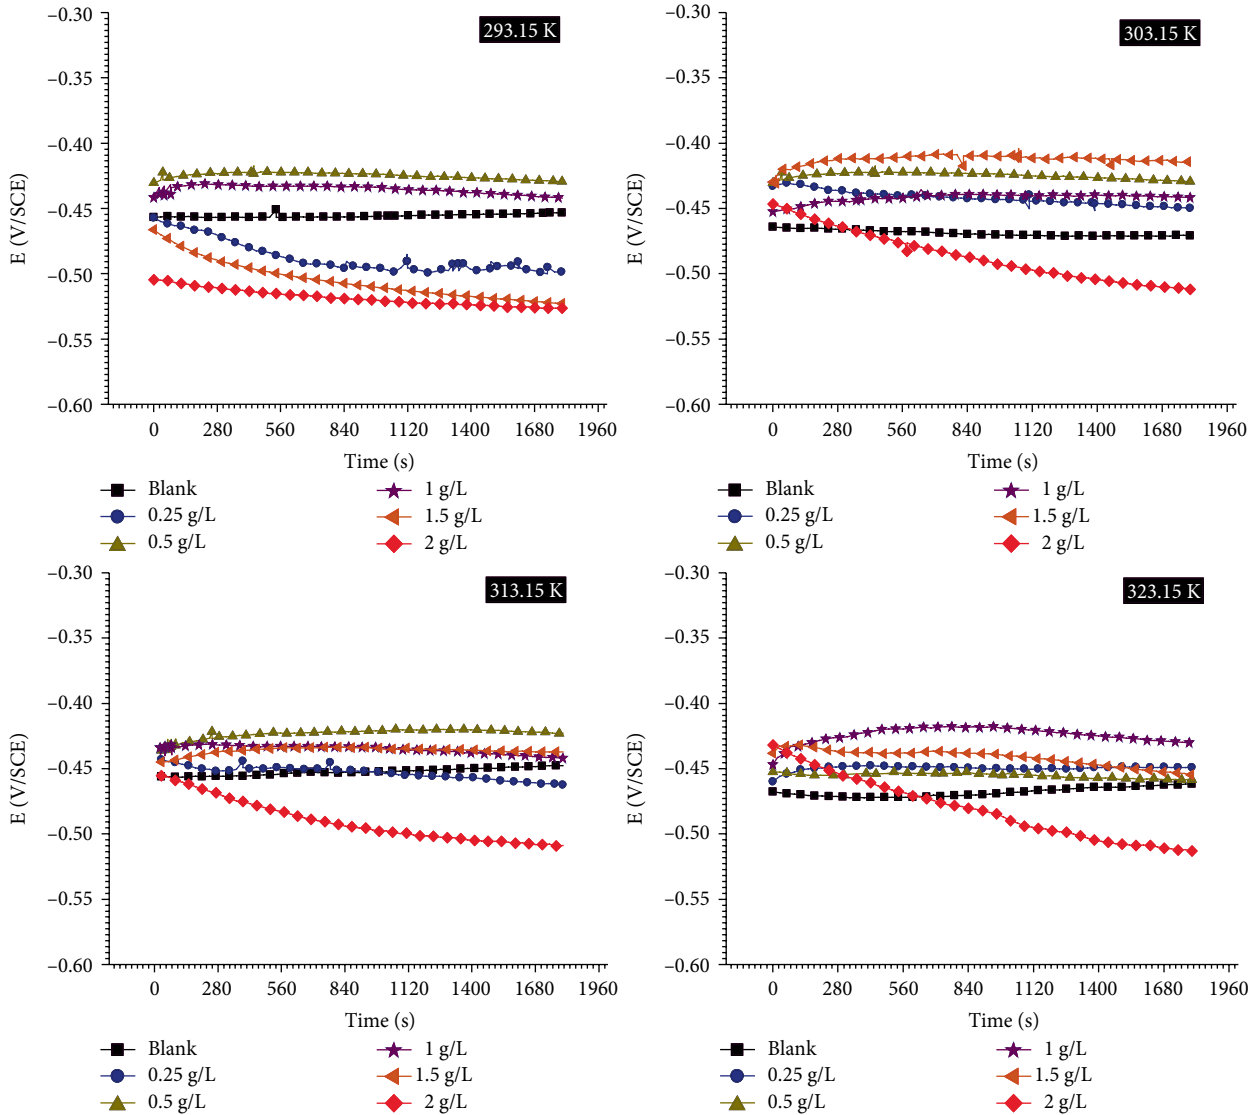 293.15 K
−0.30
−0.35
−0.40
−0.45
−0.50
−0.55
−0.60
E (V/SCE)
0 280 560 840 1120 1400 1680 1960
Time (s)
Blank 1 g/L
0.25 g/L 1.5 g/L
0.5 g/L 2 g/L
303.15 K
−0.30
−0.35
−0.40
−0.45
−0.50
−0.55
−0.60
E (V/SCE)
0 280 560 840 1120 1400 1680 1960
Time (s)
Blank 1 g/L
0.25 g/L 1.5 g/L
0.5 g/L 2 g/L
313.15 K
−0.30
−0.35
−0.40
−0.45
−0.50
−0.55
−0.60
E (V/SCE)
0 280 560 840 1120 1400 1680 1960
Time (s)
Blank 1 g/L
0.25 g/L 1.5 g/L
0.5 g/L 2 g/L
323.15 K
−0.30
−0.35
−0.40
−0.45
−0.50
−0.55
−0.60
E (V/SCE)
0 280 560 840 1120 1400 1680 1960
Time (s)
Blank 1 g/L
0.25 g/L 1.5 g/L
0.5 g/L 2 g/L